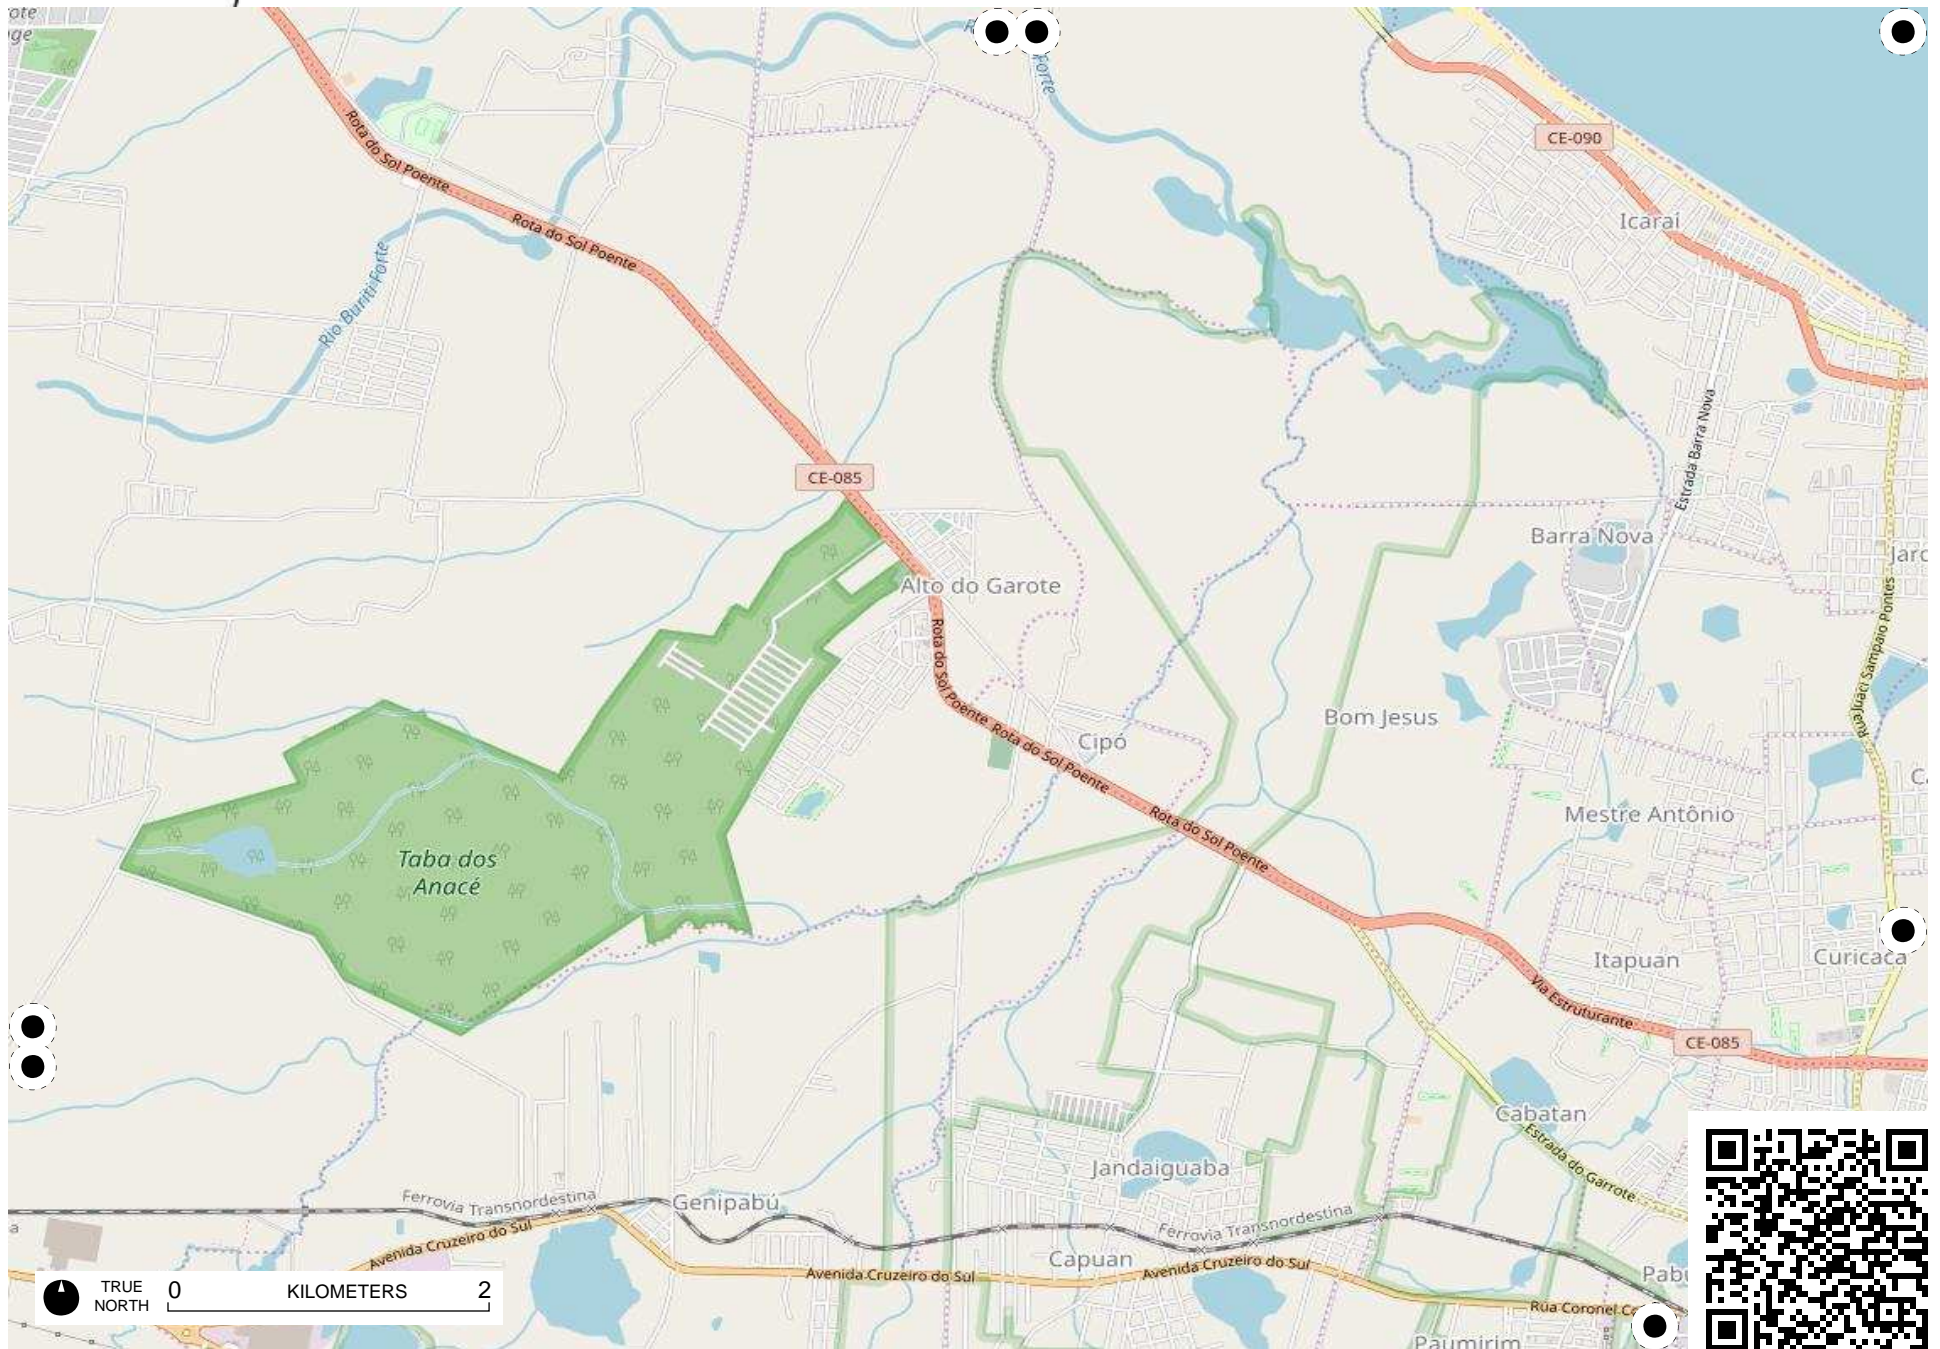 Rota do Sol Poente
Forte
CE-090
Icaraí
Rota do Sol Poente
Rio Buriti Forte
Estrada Barra Nova
CE-085
Barra Nova
Alto do Garote
Rota do Sol Poente
Rua Juaci Sampaio Pontes
Bom Jesus
Rota do Sol Poente
Cipó
Mestre Antônio
Rota do Sol Poente
Taba dos
Anacé
Itapuan
Curicaca
Via Estruturante
CE-085
Cabatan
Estrada do Garrote
Jandaiguaba
Ferrovia Transnordestina
Genipabú
Ferrovia Transnordestina
Avenida Cruzeiro do Sul
Capuan
Avenida Cruzeiro do Sul
Avenida Cruzeiro do Sul
TRUE
NORTH
0 KILOMETERS 2
Rua Coronel
Paumirim